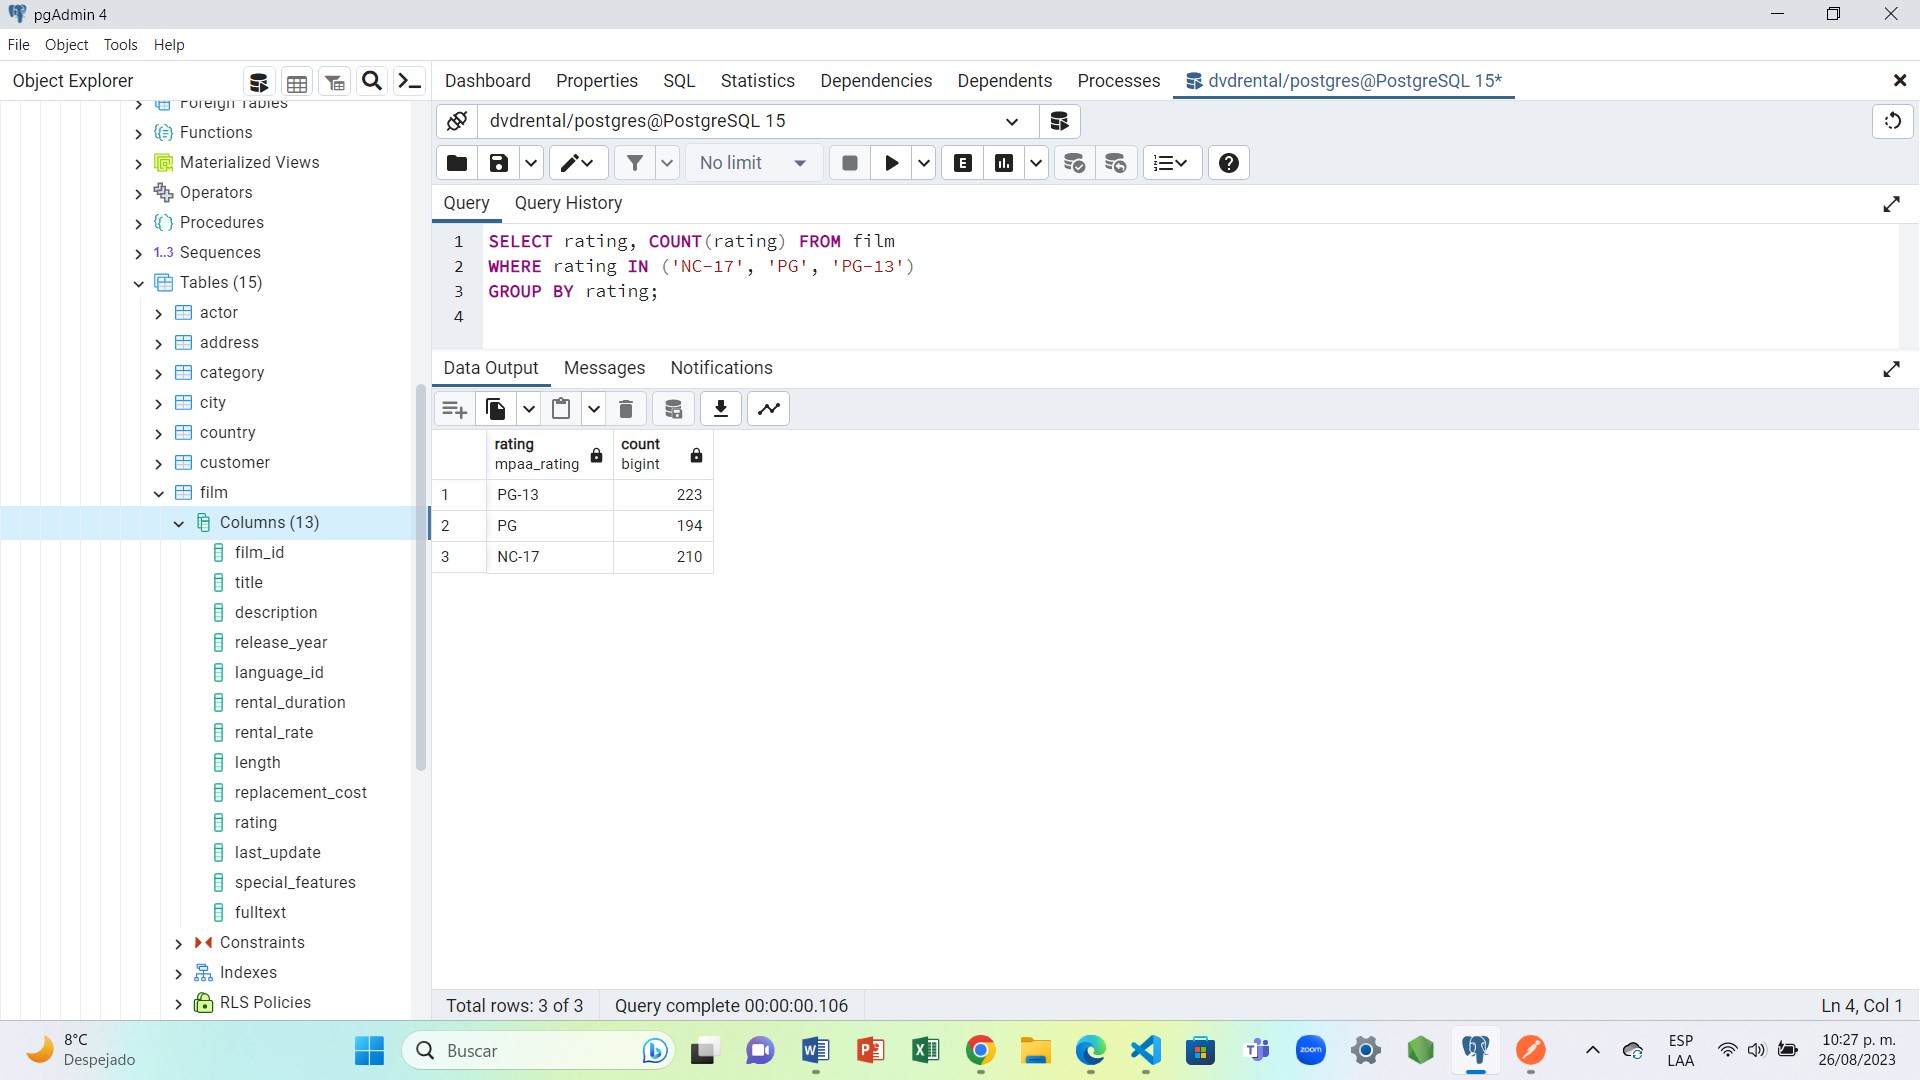 pgAdmin 4
File Object Tools Help
Object Explorer
Dashboard Properties SQL Statistics Dependencies Dependents Processes dvdrental/postgres@PostgreSQL 15*
Foreign Tables
Functions
Materialized Views
Operators
Procedures
1..3 Sequences
Tables (15)
actor
address
category
city
country
customer
film
Columns (13)
film_id
title
description
release_year
language_id
rental_duration
rental_rate
length
replacement_cost
rating
last_update
special_features
fulltext
Constraints
Indexes
RLS Policies
dvdrental/postgres@PostgreSQL 15
No limit
E
Query Query History
1 SELECT rating, COUNT(rating) FROM film
2 WHERE rating IN ('NC-17', 'PG', 'PG-13')
3 GROUP BY rating;
4
Data Output Messages Notifications
rating count
mpaa_rating bigint
1 PG-13 223
2 PG 194
3 NC-17 210
Total rows: 3 of 3 Query complete 00:00:00.106 Ln 4, Col 1
8°C
Despejado
Buscar
zoom
ESP
LAA
10:27 p. m.
26/08/2023